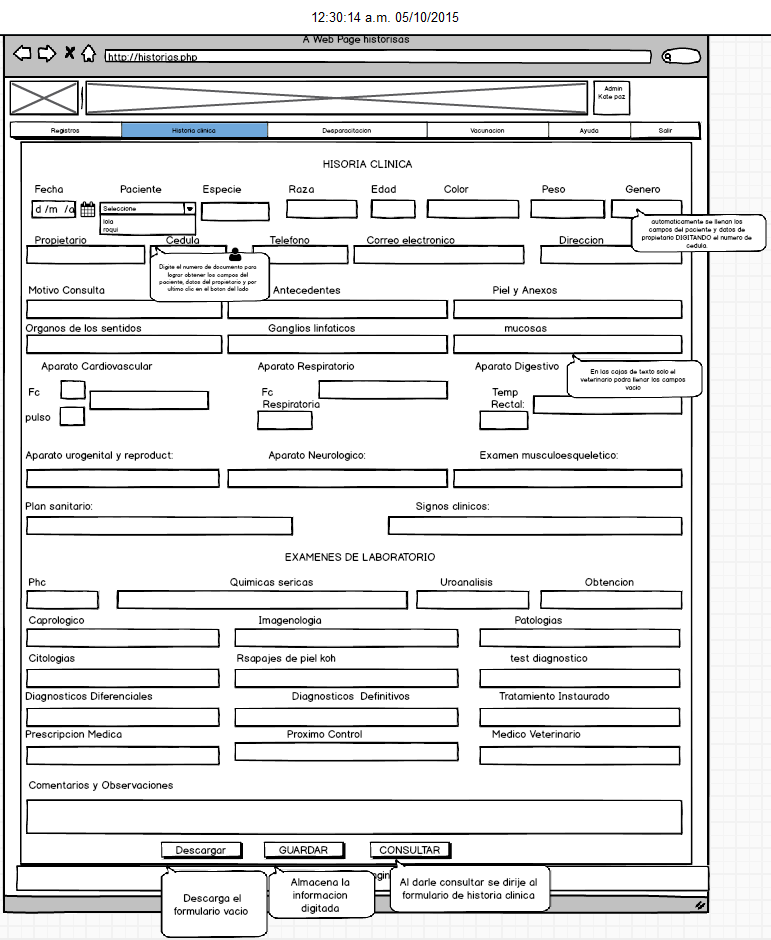 12:30:14 a.m. 05/10/2015
A Web Page historisas
http://historias.php
Admin
Kate paz
Registros Historia clinica Desparacitacion Vacunacion Ayuda Salir
HISORIA CLINICA
Fecha Paciente Especie Raza Edad Color Peso Genero
d /m /a Seleccione
lola
roqui
automaticamente se llenan los
campos del paciente y datos de
propietario DIGITANDO el numero de
cedula.
Propietario Cedula Telefono Correo electronico Direccion
Digite el numero de documento para
lograr obtener los campos del
paciente, datos del propietario y por
ultimo clic en el boton del lado
Motivo Consulta Antecedentes Piel y Anexos
Organos de los sentidos Ganglios linfaticos mucosas
Aparato Cardiovascular Aparato Respiratorio Aparato Digestivo
En las cajas de texto solo el
veterinario podra llenar los campos
vacio
Fc Fc Temp
Respiratoria Rectal:
pulso
Aparato urogenital y reproduct: Aparato Neurologico: Examen musculoesqueletico:
Plan sanitario: Signos clinicos:
EXAMENES DE LABORATORIO
Phc Quimicas sericas Uroanalisis Obtencion
Caprologico Imagenologia Patologias
Citologias Rsapajes de piel koh test diagnostico
Diagnosticos Diferenciales Diagnosticos Definitivos Tratamiento Instaurado
Prescripcion Medica Proximo Control Medico Veterinario
Comentarios y Observaciones
Descargar GUARDAR CONSULTAR
Descarga el
formulario vacio
Almacena la
informacion
digitada
Al darle consultar se dirije al
formulario de historia clinica